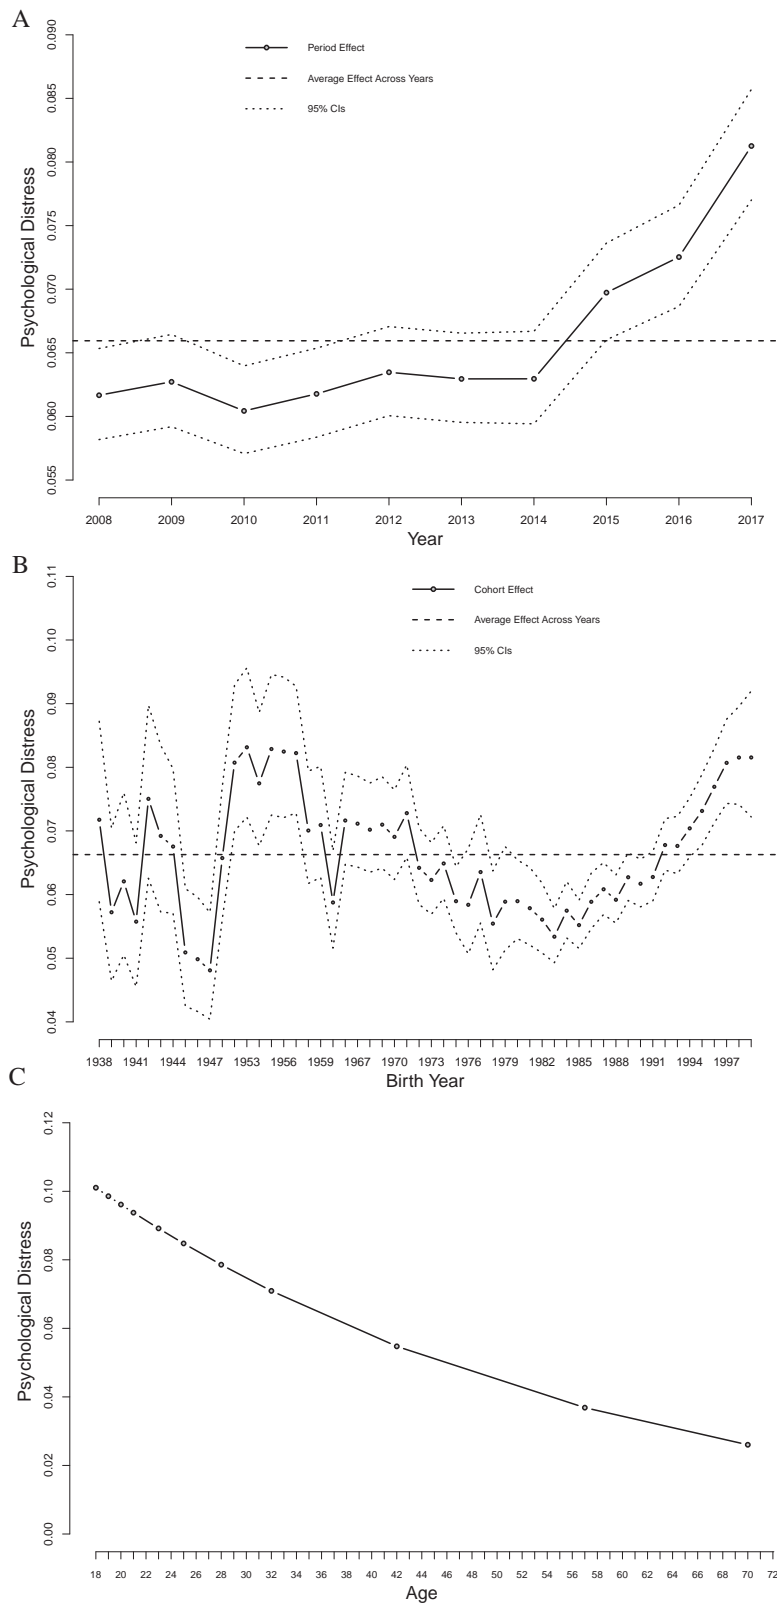 A
Period Effect
Average Effect Across Years
95% CIs
Psychological Distress
0.090
0.085
0.080
0.075
0.070
0.065
0.060
0.055
2008 2009 2010 2011 2012 2013 2014 2015 2016 2017
Year
B
Cohort Effect
Average Effect Across Years
95% CIs
Psychological Distress
0.11
0.10
0.09
0.08
0.07
0.06
0.05
0.04
1938 1941 1944 1947 1953 1956 1959 1967 1970 1973 1976 1979 1982 1985 1988 1991 1994 1997
Birth Year
C
Psychological Distress
0.12
0.10
0.08
0.06
0.04
0.02
0.00
18 20 22 24 26 28 30 32 34 36 38 40 42 44 46 48 50 52 54 56 58 60 62 64 66 68 70 72
Age